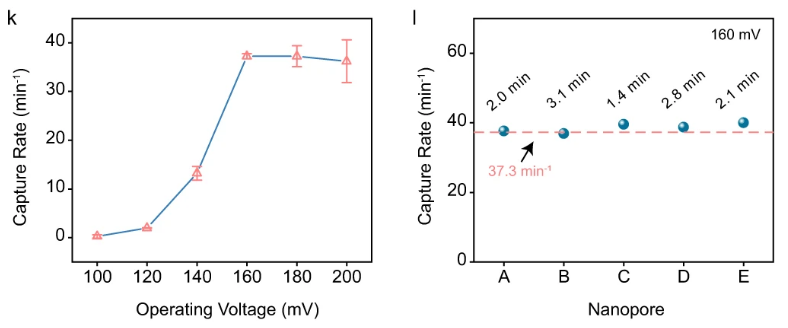 k
40
30
20
10
0
Capture Rate (min⁻¹)
100 120 140 160 180 200
Operating Voltage (mV)
l
160 mV
60
40
20
0
Capture Rate (min⁻¹)
2.0 min
3.1 min
1.4 min
2.8 min
2.1 min
37.3 min⁻¹
A B C D E
Nanopore